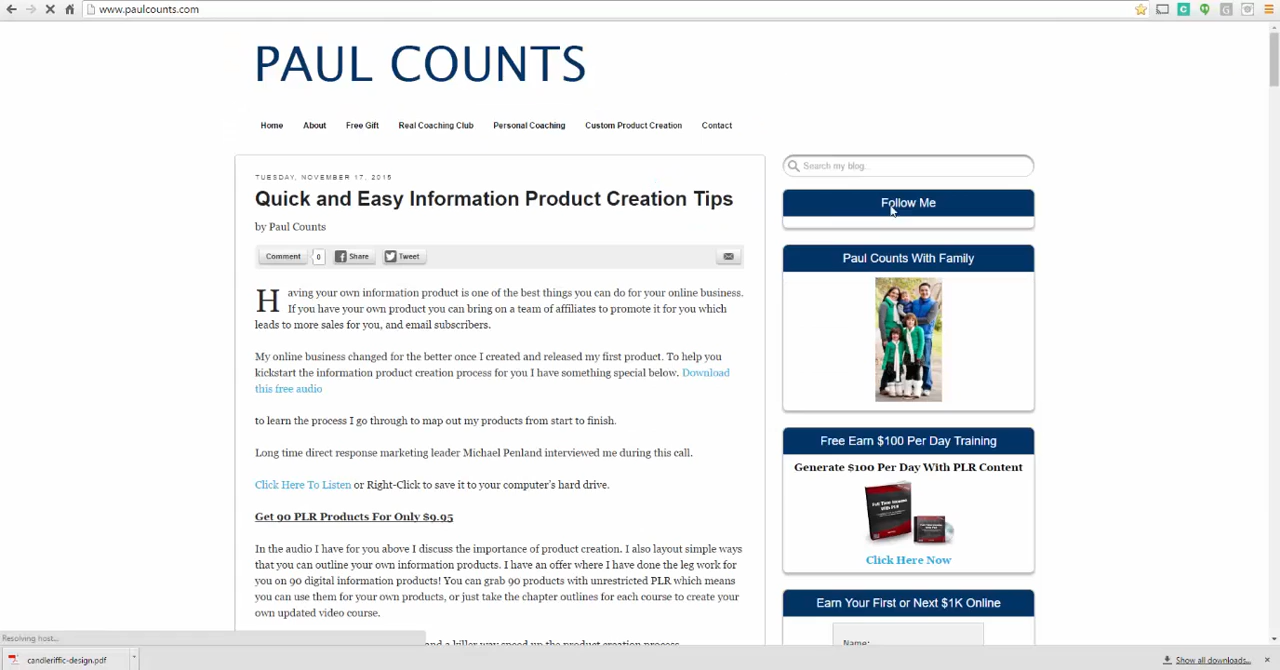 www.paulcounts.com
PAUL COUNTS
Home About Free Gift Real Coaching Club Personal Coaching Custom Product Creation Contact
TUESDAY, NOVEMBER 17, 2015
Quick and Easy Information Product Creation Tips
by Paul Counts
Comment 0 Share Tweet
Having your own information product is one of the best things you can do for your online business.
If you have your own product you can bring on a team of affiliates to promote it for you which
leads to more sales for you, and email subscribers.
My online business changed for the better once I created and released my first product. To help you
kickstart the information product creation process for you I have something special below. Download
this free audio
to learn the process I go through to map out my products from start to finish.
Long time direct response marketing leader Michael Penland interviewed me during this call.
Click Here To Listen or Right-Click to save it to your computer's hard drive.
Get 90 PLR Products For Only $9.95
In the audio I have for you above I discuss the importance of product creation. I also layout simple ways
that you can outline your own information products. I have an offer where I have done the leg work for
you on 90 digital information products! You can grab 90 products with unrestricted PLR which means
you can use them for your own products, or just take the chapter outlines for each course to create your
own updated video course.
and a killer way speed up the product creation process
Search my blog.
Follow Me
Paul Counts With Family
Free Earn $100 Per Day Training
Generate $100 Per Day With PLR Content
Full Time Income
With PLR
Click Here Now
Earn Your First or Next $1K Online
Name:
Resolving host...
candleriffic-design.pdf
Show all downloads...